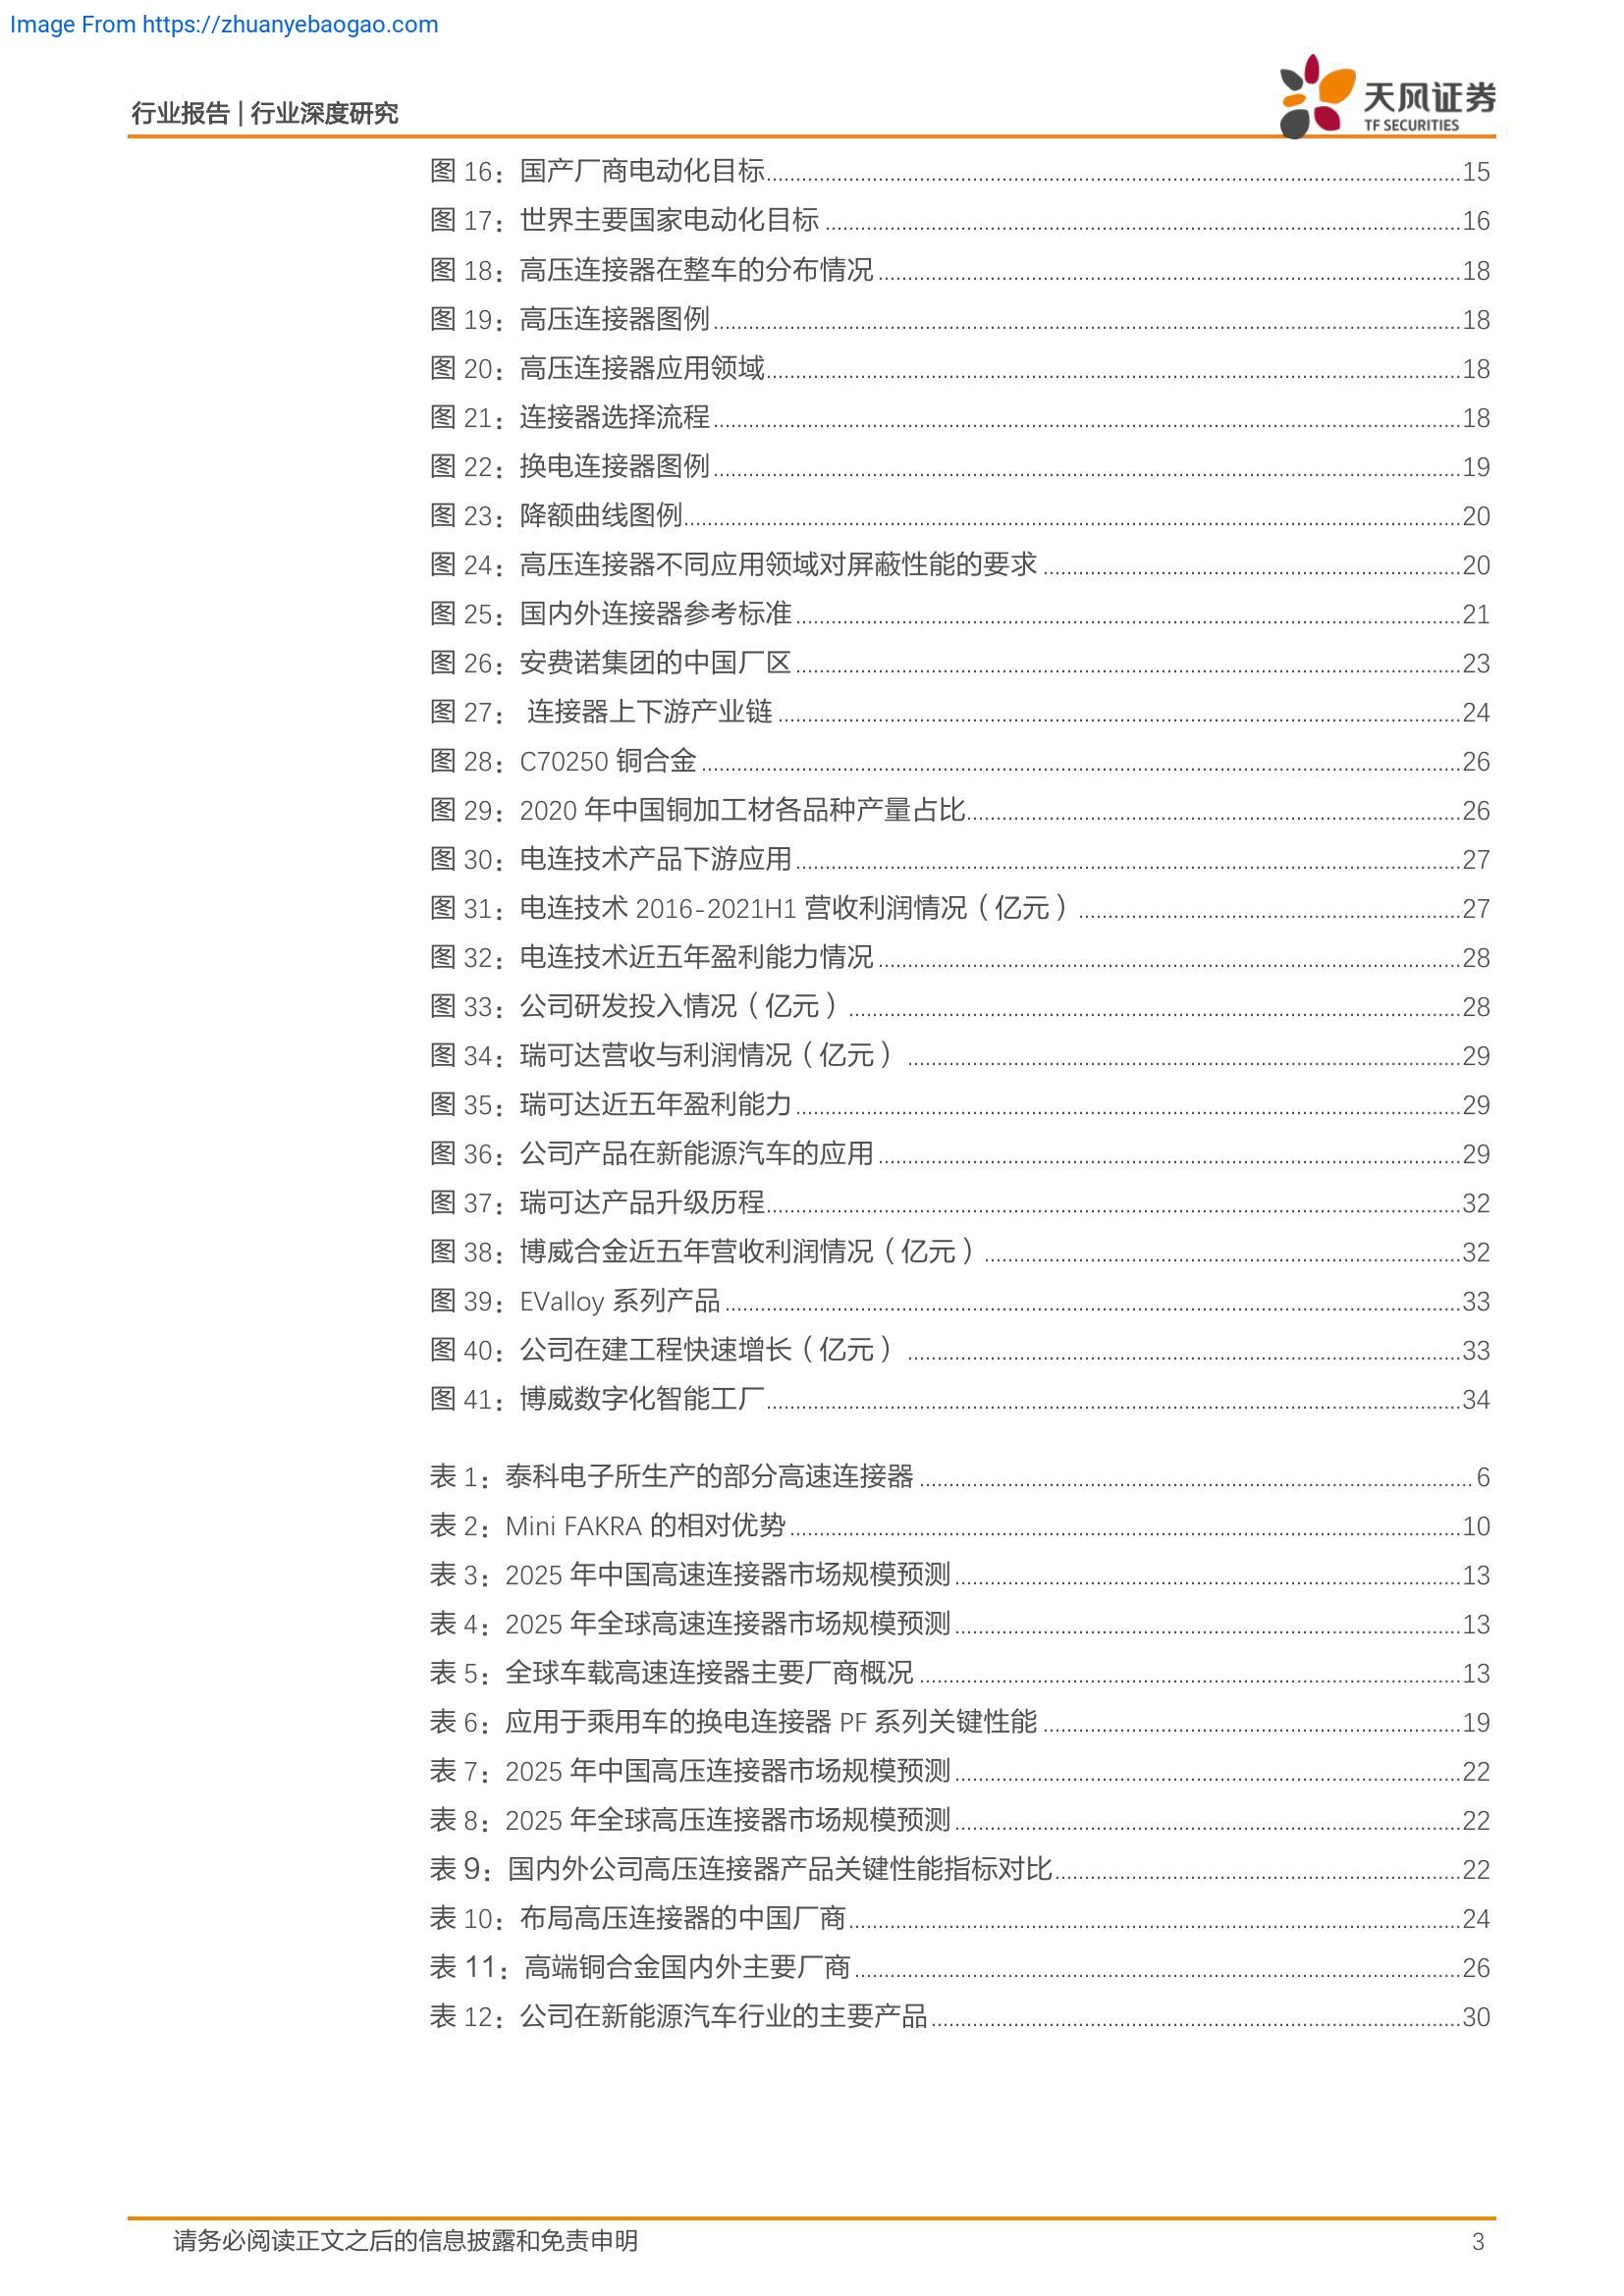 Image From https://zhuanyebaogao.com
行业报告 | 行业深度研究
天风证券
TF SECURITIES
图 16：国产厂商电动化目标 15
图 17：世界主要国家电动化目标 16
图 18：高压连接器在整车的分布情况 18
图 19：高压连接器图例 18
图 20：高压连接器应用领域 18
图 21：连接器选择流程 18
图 22：换电连接器图例 19
图 23：降额曲线图例 20
图 24：高压连接器不同应用领域对屏蔽性能的要求 20
图 25：国内外连接器参考标准 21
图 26：安费诺集团的中国厂区 23
图 27： 连接器上下游产业链 24
图 28：C70250 铜合金 26
图 29：2020 年中国铜加工材各品种产量占比 26
图 30：电连技术产品下游应用 27
图 31：电连技术 2016-2021H1 营收利润情况（亿元） 27
图 32：电连技术近五年盈利能力情况 28
图 33：公司研发投入情况（亿元） 28
图 34：瑞可达营收与利润情况（亿元） 29
图 35：瑞可达近五年盈利能力 29
图 36：公司产品在新能源汽车的应用 29
图 37：瑞可达产品升级历程 32
图 38：博威合金近五年营收利润情况（亿元） 32
图 39：EValloy 系列产品 33
图 40：公司在建工程快速增长（亿元） 33
图 41：博威数字化智能工厂 34
表 1：泰科电子所生产的部分高速连接器 6
表 2：Mini FAKRA 的相对优势 10
表 3：2025 年中国高速连接器市场规模预测 13
表 4：2025 年全球高速连接器市场规模预测 13
表 5：全球车载高速连接器主要厂商概况 13
表 6：应用于乘用车的换电连接器 PF 系列关键性能 19
表 7：2025 年中国高压连接器市场规模预测 22
表 8：2025 年全球高压连接器市场规模预测 22
表 9：国内外公司高压连接器产品关键性能指标对比 22
表 10：布局高压连接器的中国厂商 24
表 11：高端铜合金国内外主要厂商 26
表 12：公司在新能源汽车行业的主要产品 30
请务必阅读正文之后的信息披露和免责申明 3